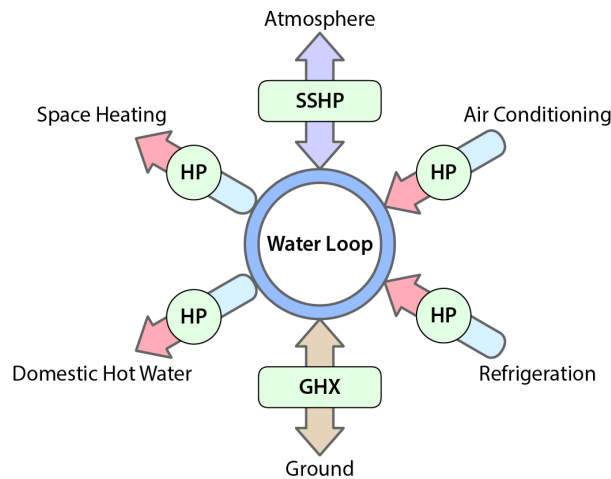 Atmosphere
SSHP
Space Heating
Air Conditioning
HP
HP
Water Loop
HP
HP
Domestic Hot Water
Refrigeration
GHX
Ground